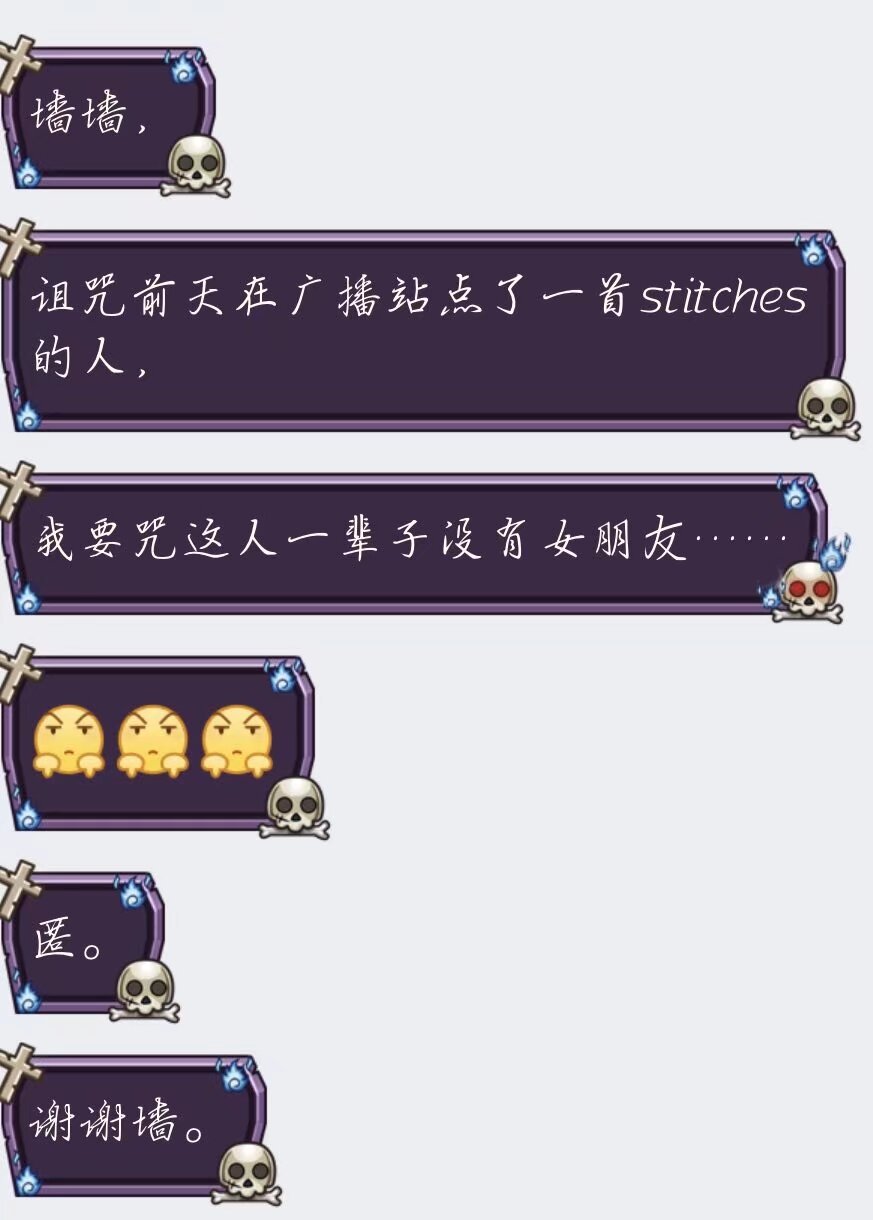 墙墙，
诅咒前天在广播站点了一首stitches
的人，
我要咒这人一辈子没有女朋友……
匿。
谢谢墙。